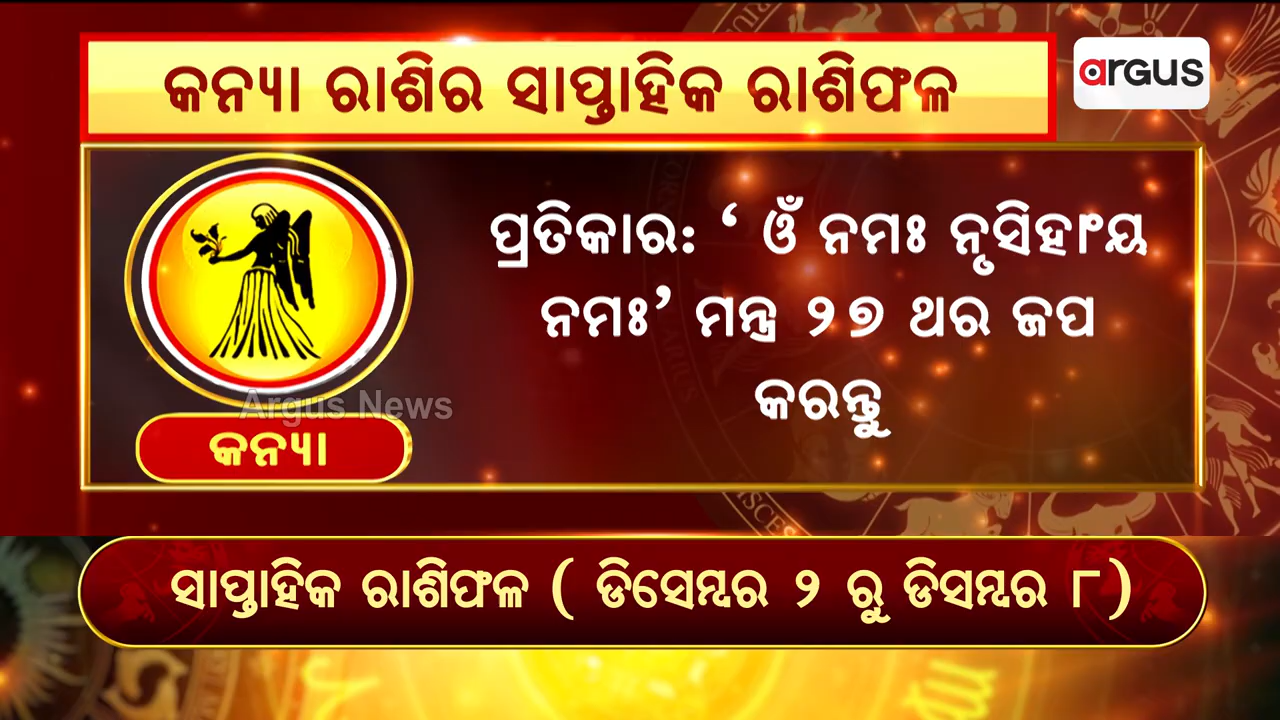 କନ୍ୟା ରାଶିର ସାପ୍ତାହିକ ରାଶିଫଳ
argus
ପ୍ରତିକାର: ‘ ଓଁ ନମଃ ନୃସିହଂାୟ
ନମଃ’ ମନ୍ତ୍ର ୨୭ ଥର ଜପ
କରନ୍ତୁ
Argus News
କନ୍ୟା
ସାପ୍ତାହିକ ରାଶିଫଳ ( ଡିସେମ୍ବର ୨ ରୁ ଡିସମ୍ବର ୮ )